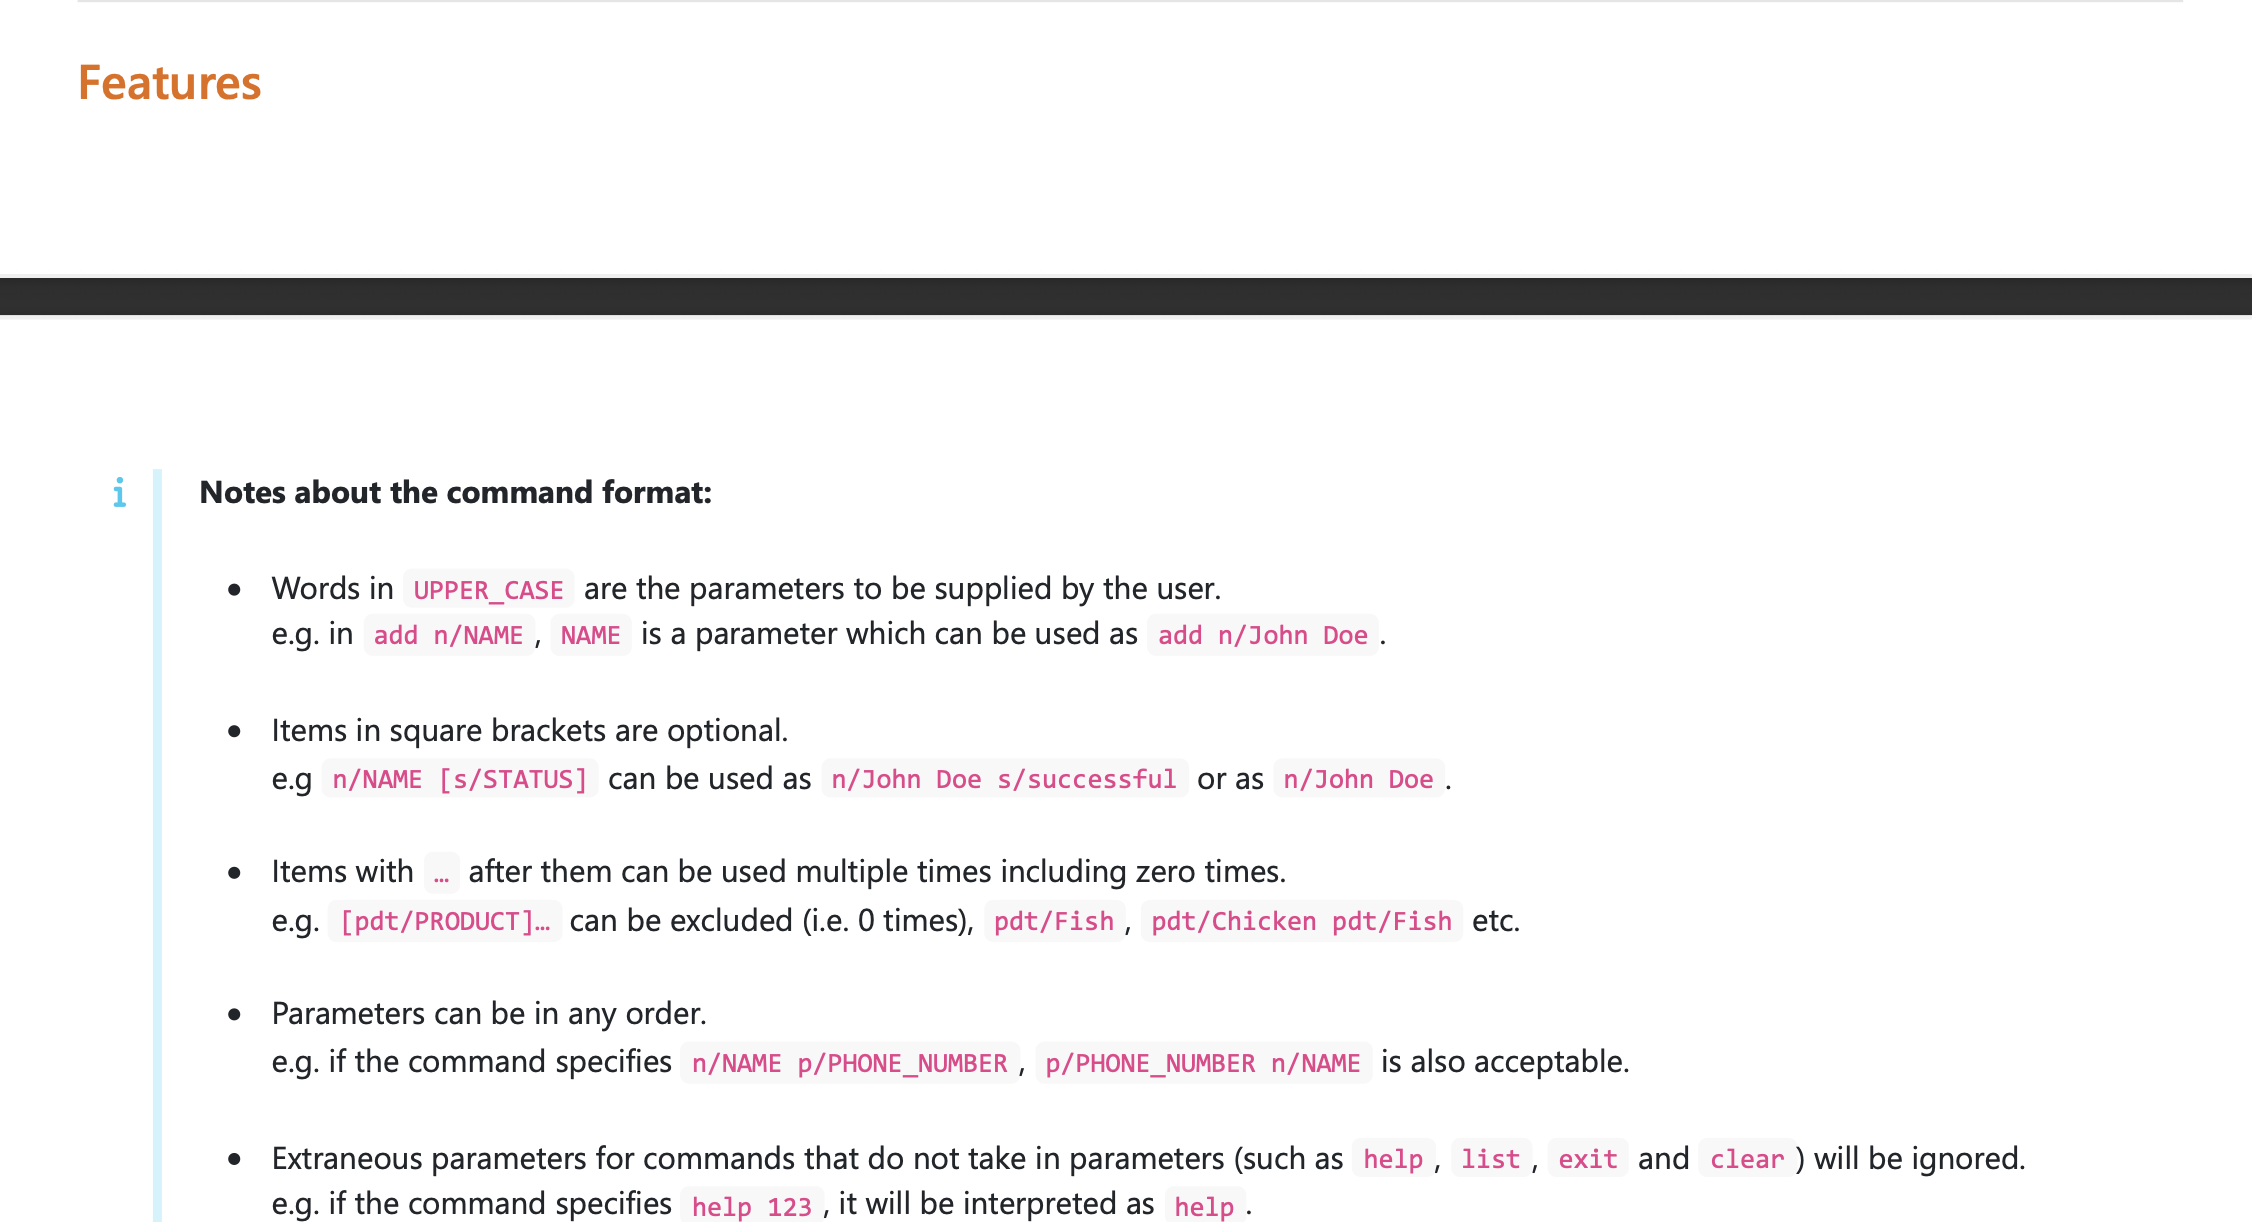 Features
i Notes about the command format:
• Words in UPPER_CASE are the parameters to be supplied by the user.
e.g. in add n/NAME, NAME is a parameter which can be used as add n/John Doe.
• Items in square brackets are optional.
e.g n/NAME [s/STATUS] can be used as n/John Doe s/successful or as n/John Doe.
• Items with … after them can be used multiple times including zero times.
e.g. [pdt/PRODUCT]… can be excluded (i.e. 0 times), pdt/Fish, pdt/Chicken pdt/Fish etc.
• Parameters can be in any order.
e.g. if the command specifies n/NAME p/PHONE_NUMBER, p/PHONE_NUMBER n/NAME is also acceptable.
• Extraneous parameters for commands that do not take in parameters (such as help, list, exit and clear) will be ignored.
e.g. if the command specifies help 123, it will be interpreted as help.